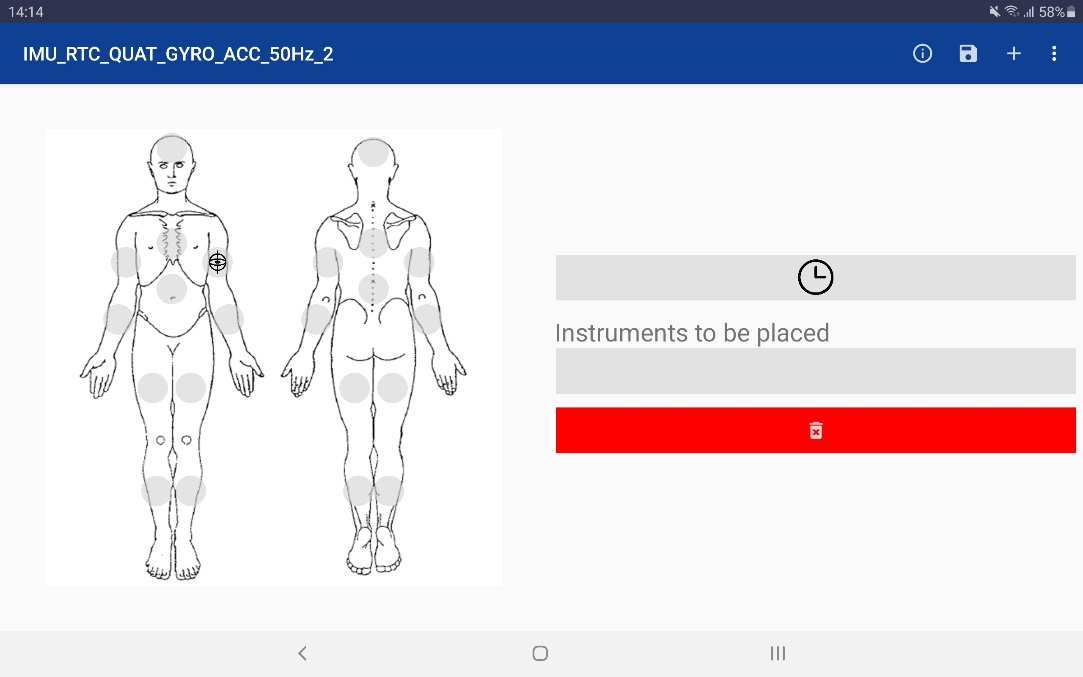 14:14
58%
IMU_RTC_QUAT_GYRO_ACC_50Hz_2
Instruments to be placed